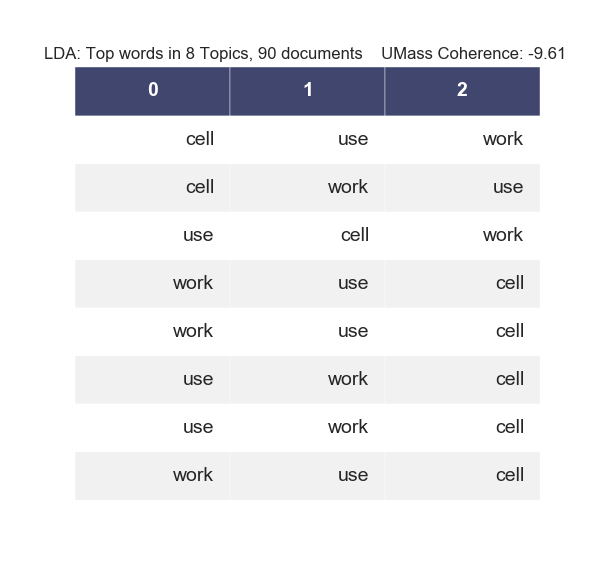 LDA: Top words in 8 Topics, 90 documents    UMass Coherence: -9.61
0 1 2
cell use work
cell work use
use cell work
work use cell
work use cell
use work cell
use work cell
work use cell